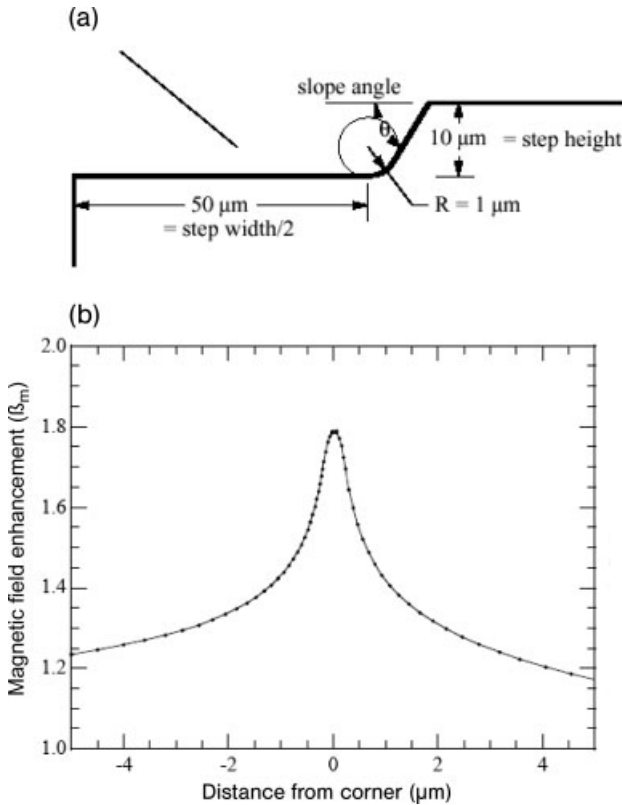 (a)
slope angle
θ
10 μm = step height
50 μm
= step width/2
R = 1 μm
(b)
2.0
1.8
1.6
1.4
1.2
1.0
Magnetic field enhancement (ßm)
-4 -2 0 2 4
Distance from corner (μm)